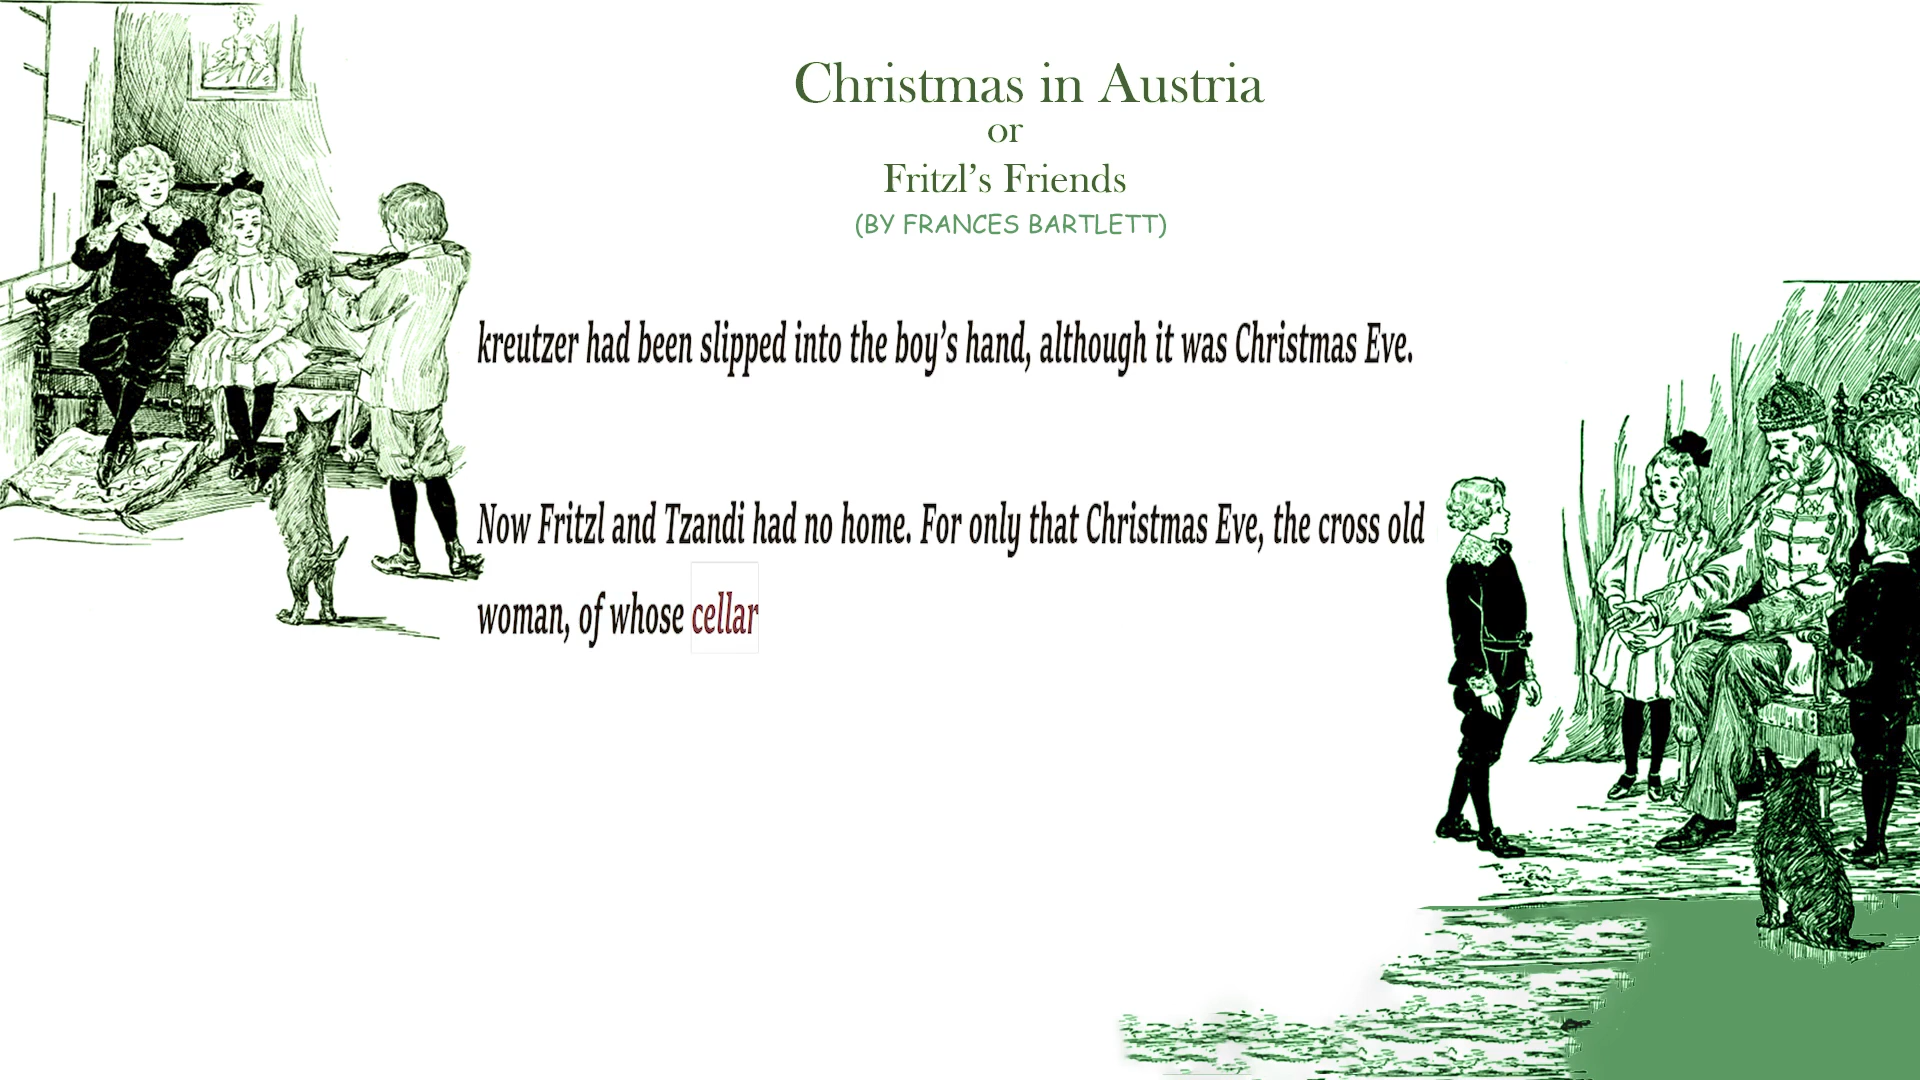 Christmas in Austria
or
Fritzl’s Friends
(BY FRANCES BARTLETT)
kreutzer had been slipped into the boy’s hand, although it was Christmas Eve.
Now Fritzl and Tzandi had no home. For only that Christmas Eve, the cross old
woman, of whose cellar